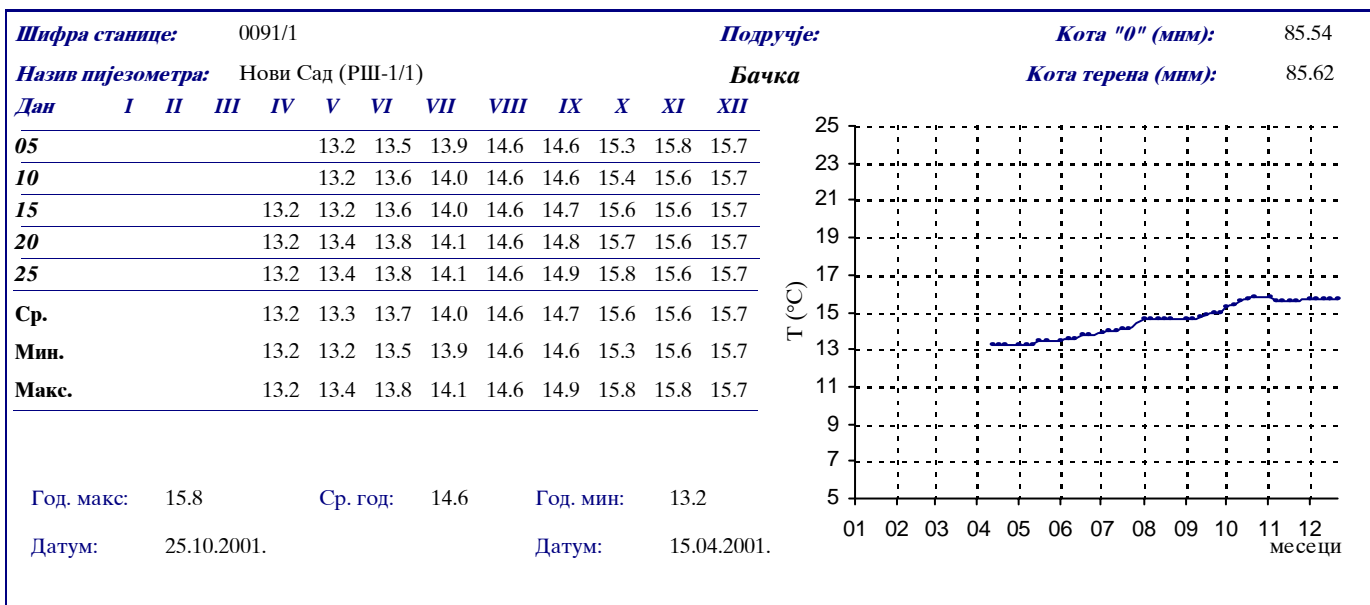 Шифра станице: 0091/1 Подручје: Кота "0" (мнм): 85.54
Назив пијезометра: Нови Сад (РШ-1/1) Бачка Кота терена (мнм): 85.62
Дан I II III IV V VI VII VIII IX X XI XII
05 13.2 13.5 13.9 14.6 14.6 15.3 15.8 15.7
10 13.2 13.6 14.0 14.6 14.6 15.4 15.6 15.7
15 13.2 13.2 13.6 14.0 14.6 14.7 15.6 15.6 15.7
20 13.2 13.4 13.8 14.1 14.6 14.8 15.7 15.6 15.7
25 13.2 13.4 13.8 14.1 14.6 14.9 15.8 15.6 15.7
Ср. 13.2 13.3 13.7 14.0 14.6 14.7 15.6 15.6 15.7
Мин. 13.2 13.2 13.5 13.9 14.6 14.6 15.3 15.6 15.7
Макс. 13.2 13.4 13.8 14.1 14.6 14.9 15.8 15.8 15.7
Год. макс: 15.8 Ср. год: 14.6 Год. мин: 13.2
Датум: 25.10.2001. Датум: 15.04.2001.
T (°C)
25
23
21
19
17
15
13
11
9
7
5
01 02 03 04 05 06 07 08 09 10 11 12
месеци